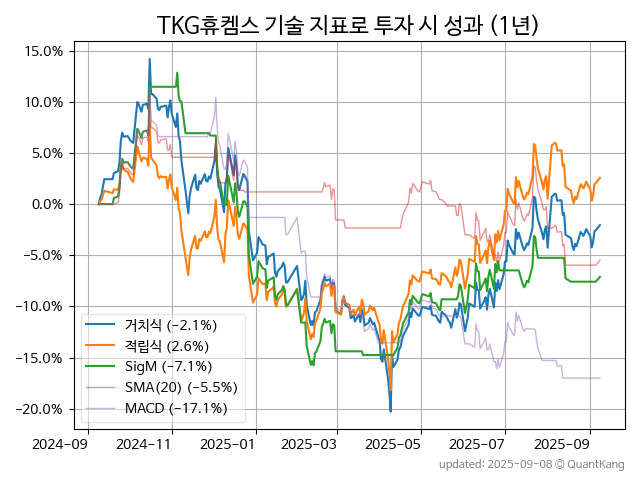 TKG휴켐스 기술 지표로 투자 시 성과 (1년)
15.0%
10.0%
5.0%
0.0%
−5.0%
−10.0%
−15.0%
−20.0%
거치식 (−2.1%)
적립식 (2.6%)
SigM (−7.1%)
SMA(20) (−5.5%)
MACD (−17.1%)
2024-09 2024-11 2025-01 2025-03 2025-05 2025-07 2025-09
updated: 2025-09-08 © QuantKang